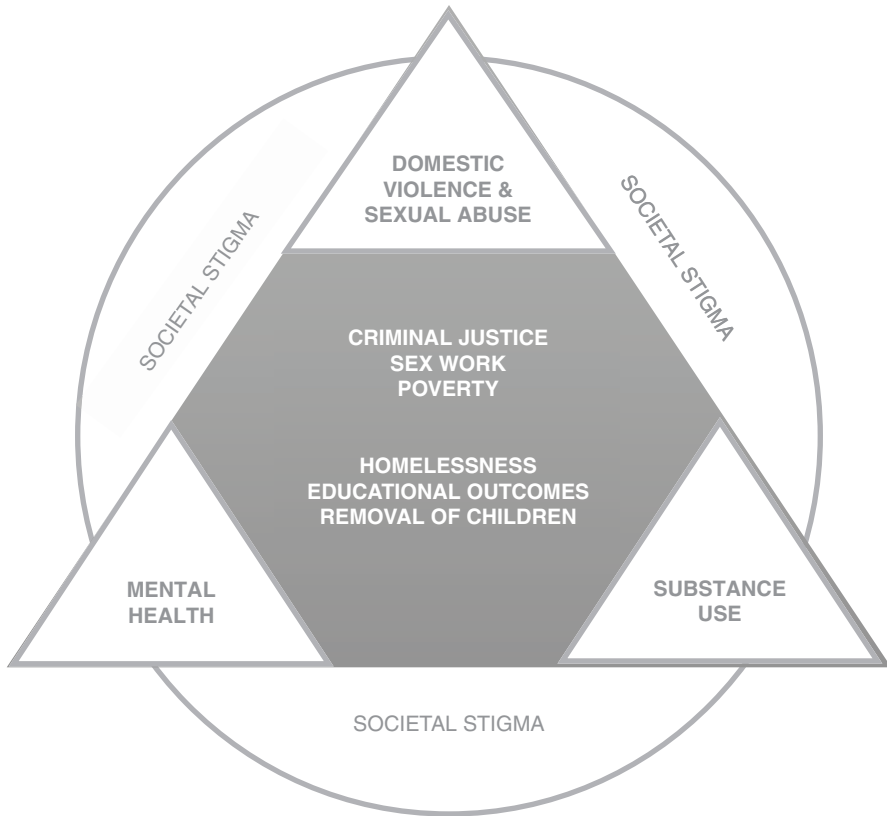 DOMESTIC
VIOLENCE &
SEXUAL ABUSE
SOCIETAL STIGMA
SOCIETAL STIGMA
CRIMINAL JUSTICE
SEX WORK
POVERTY
HOMELESSNESS
EDUCATIONAL OUTCOMES
REMOVAL OF CHILDREN
MENTAL
HEALTH
SUBSTANCE
USE
SOCIETAL STIGMA